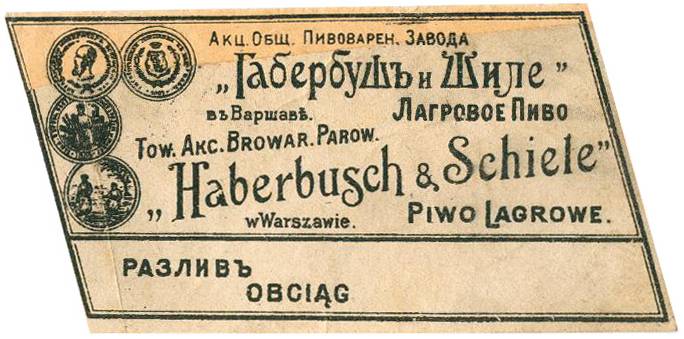 Акц. Общ. Пивоварен. Завода
„Габербушъ и Шиле”
въ Варшавѣ. Лагровое Пиво
Tow. Akc. Browar. Parow.
„Haberbusch & Schiele”
w Warszawie. Piwo Lagrowe.
Разливъ
Obciąg